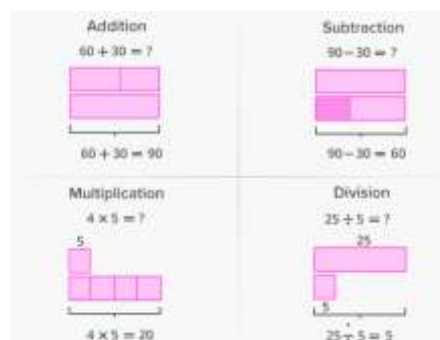 Addition
60 + 30 = ?
60 + 30 = 90
Subtraction
90 − 30 = ?
90 − 30 = 60
Multiplication
4 × 5 = ?
5
4 × 5 = 20
Division
25 ÷ 5 = ?
25
5
25 ÷ 5 = 5